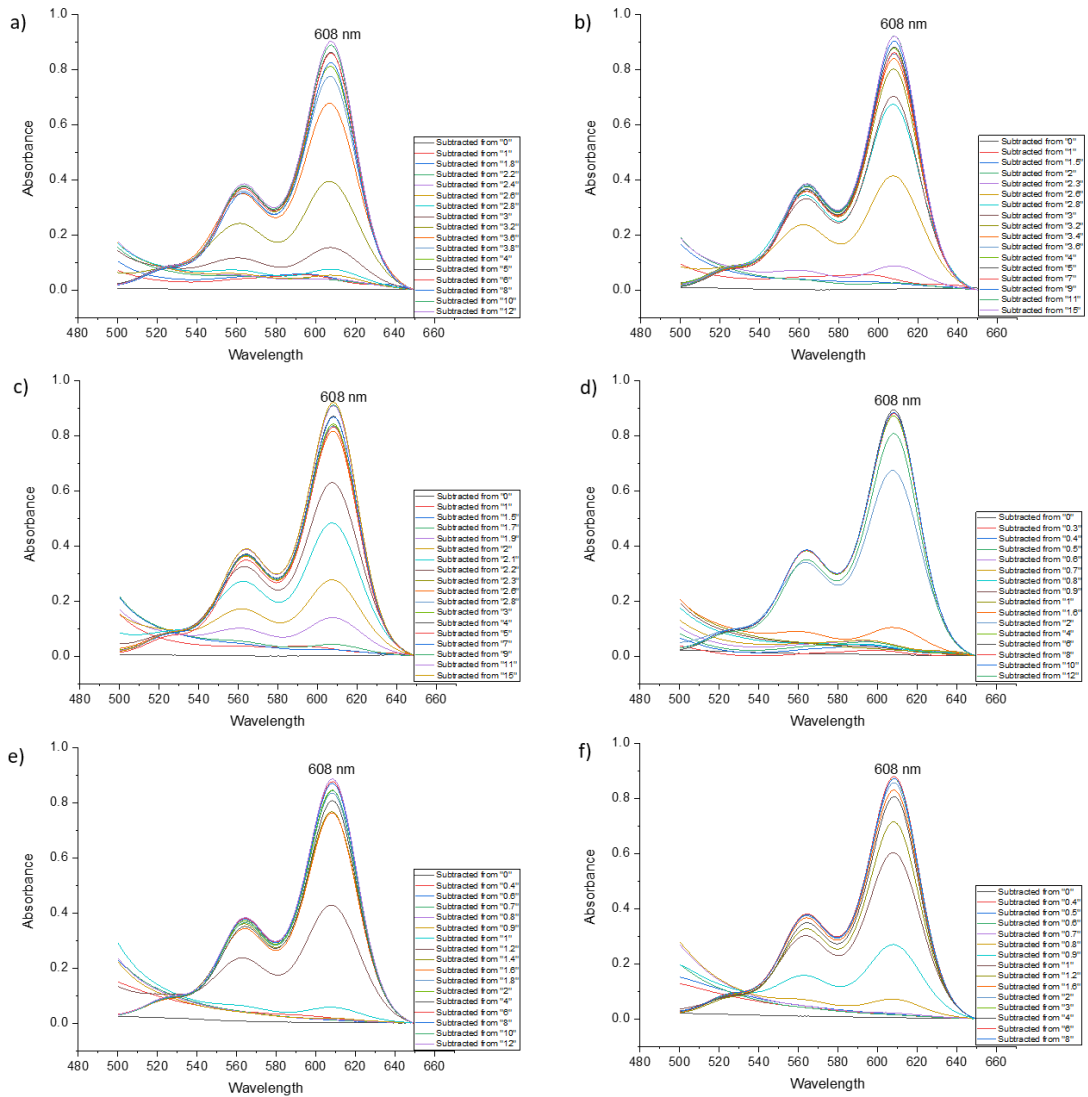 a)
608 nm
1.0
0.8
0.6
0.4
0.2
0.0
Absorbance
480 500 520 540 560 580 600 620 640 660
Wavelength
Subtracted from "0"
Subtracted from "1"
Subtracted from "1.8"
Subtracted from "2.2"
Subtracted from "2.4"
Subtracted from "2.6"
Subtracted from "2.8"
Subtracted from "3"
Subtracted from "3.2"
Subtracted from "3.6"
Subtracted from "3.8"
Subtracted from "4"
Subtracted from "5"
Subtracted from "6"
Subtracted from "8"
Subtracted from "10"
Subtracted from "12"
b)
608 nm
1.0
0.8
0.6
0.4
0.2
0.0
Absorbance
480 500 520 540 560 580 600 620 640 660
Wavelength
Subtracted from "0"
Subtracted from "1"
Subtracted from "1.5"
Subtracted from "2"
Subtracted from "2.3"
Subtracted from "2.6"
Subtracted from "2.8"
Subtracted from "3"
Subtracted from "3.2"
Subtracted from "3.4"
Subtracted from "3.6"
Subtracted from "4"
Subtracted from "5"
Subtracted from "7"
Subtracted from "9"
Subtracted from "11"
Subtracted from "15"
c)
608 nm
1.0
0.8
0.6
0.4
0.2
0.0
Absorbance
480 500 520 540 560 580 600 620 640 660
Wavelength
Subtracted from "0"
Subtracted from "1"
Subtracted from "1.5"
Subtracted from "1.7"
Subtracted from "1.9"
Subtracted from "2"
Subtracted from "2.1"
Subtracted from "2.2"
Subtracted from "2.3"
Subtracted from "2.6"
Subtracted from "2.8"
Subtracted from "3"
Subtracted from "4"
Subtracted from "5"
Subtracted from "7"
Subtracted from "9"
Subtracted from "11"
Subtracted from "15"
d)
608 nm
1.0
0.8
0.6
0.4
0.2
0.0
Absorbance
480 500 520 540 560 580 600 620 640 660
Wavelength
Subtracted from "0"
Subtracted from "0.3"
Subtracted from "0.4"
Subtracted from "0.5"
Subtracted from "0.6"
Subtracted from "0.7"
Subtracted from "0.8"
Subtracted from "0.9"
Subtracted from "1"
Subtracted from "1.6"
Subtracted from "2"
Subtracted from "4"
Subtracted from "6"
Subtracted from "8"
Subtracted from "10"
Subtracted from "12"
e)
608 nm
1.0
0.8
0.6
0.4
0.2
0.0
Absorbance
480 500 520 540 560 580 600 620 640 660
Wavelength
Subtracted from "0"
Subtracted from "0.4"
Subtracted from "0.6"
Subtracted from "0.7"
Subtracted from "0.8"
Subtracted from "0.9"
Subtracted from "1"
Subtracted from "1.2"
Subtracted from "1.4"
Subtracted from "1.6"
Subtracted from "1.8"
Subtracted from "2"
Subtracted from "4"
Subtracted from "6"
Subtracted from "8"
Subtracted from "10"
Subtracted from "12"
f)
608 nm
1.0
0.8
0.6
0.4
0.2
0.0
Absorbance
480 500 520 540 560 580 600 620 640 660
Wavelength
Subtracted from "0"
Subtracted from "0.4"
Subtracted from "0.5"
Subtracted from "0.6"
Subtracted from "0.7"
Subtracted from "0.8"
Subtracted from "0.9"
Subtracted from "1"
Subtracted from "1.2"
Subtracted from "1.6"
Subtracted from "2"
Subtracted from "3"
Subtracted from "4"
Subtracted from "6"
Subtracted from "8"